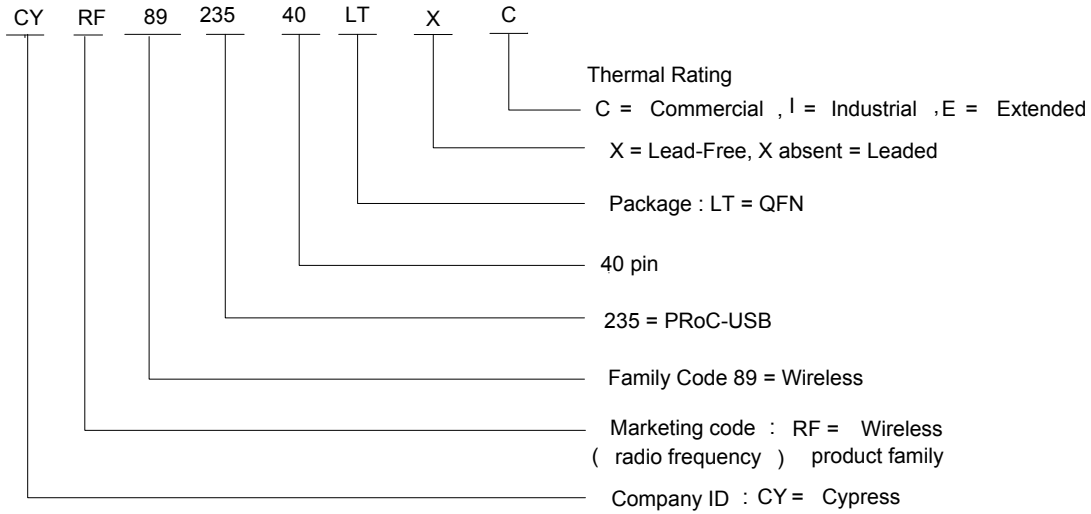 CY RF 89 235 40 LT X C
Thermal Rating
C = Commercial , I = Industrial , E = Extended
X = Lead-Free, X absent = Leaded
Package : LT = QFN
40 pin
235 = PRoC-USB
Family Code 89 = Wireless
Marketing code : RF = Wireless
( radio frequency ) product family
Company ID : CY = Cypress